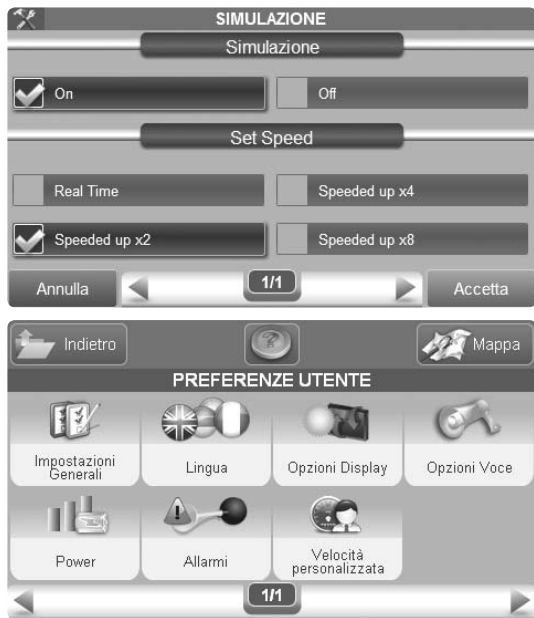 SIMULAZIONE
Simulazione
On Off
Set Speed
Real Time Speeded up x4
Speeded up x2 Speeded up x8
Annulla 1/1 Accetta
Indietro ? Mappa
PREFERENZE UTENTE
Impostazioni Generali Lingua Opzioni Display Opzioni Voce
Power Allarmi Velocità personalizzata
1/1